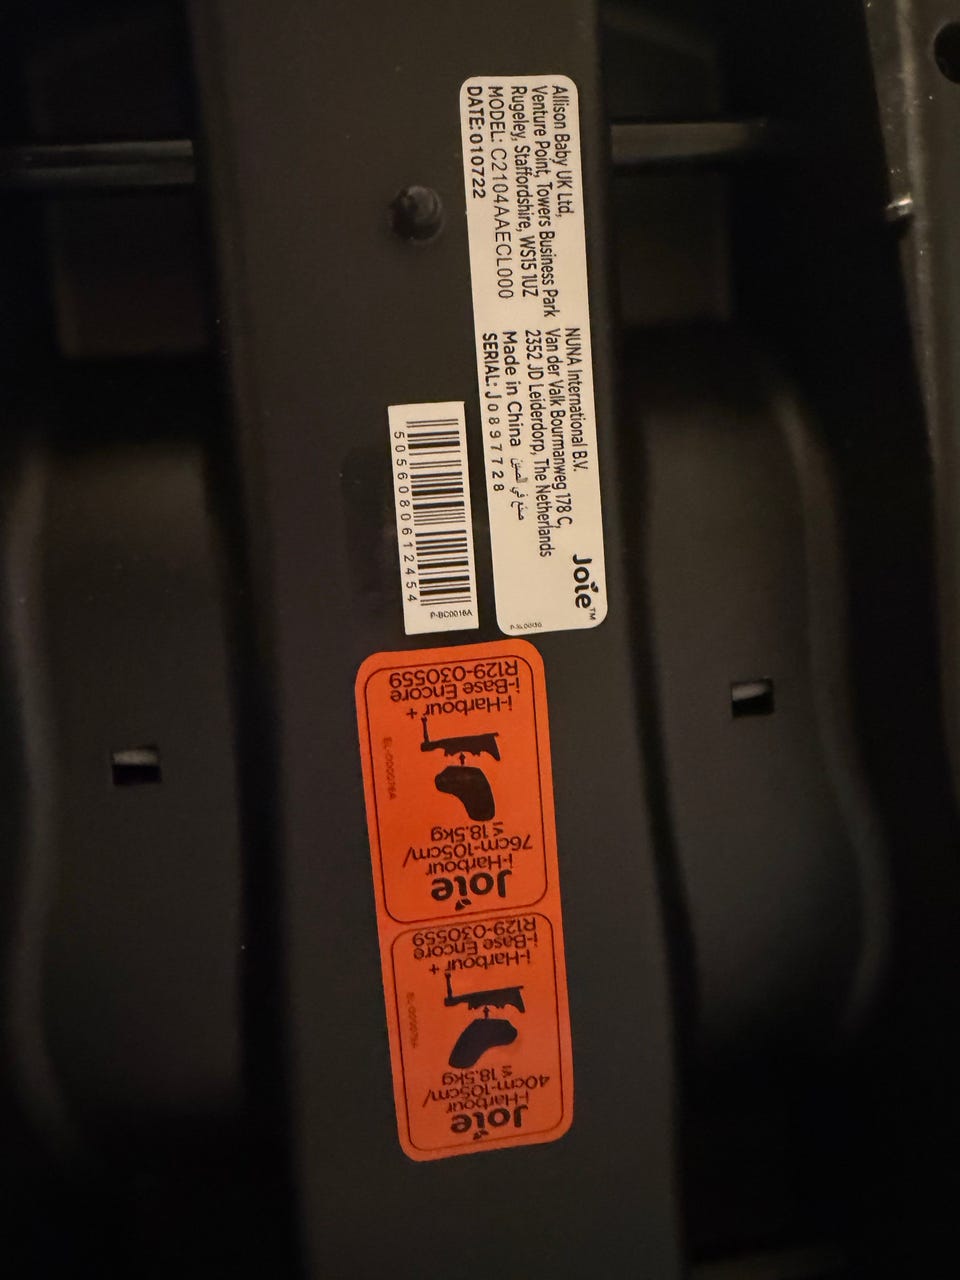 Allison Baby UK Ltd,
Venture Point, Towers Business Park
Rugeley, Staffordshire, WS15 1UZ
MODEL: C2104AAECL000
DATE: 010722
NUNA International B.V.
Van der Valk Bourmanweg 178 C,
2352 JD Leiderdorp, The Netherlands
Made in China صنع في الصين
SERIAL: J0897728
Joie™
5056080612454
P-BC0016A
Joie
i-Harbour
40cm-105cm/
≤ 18.5kg
i-Harbour +
i-Base Encore
R129-030559
Joie
i-Harbour
76cm-105cm/
≤ 18.5kg
i-Harbour +
i-Base Encore
R129-030559